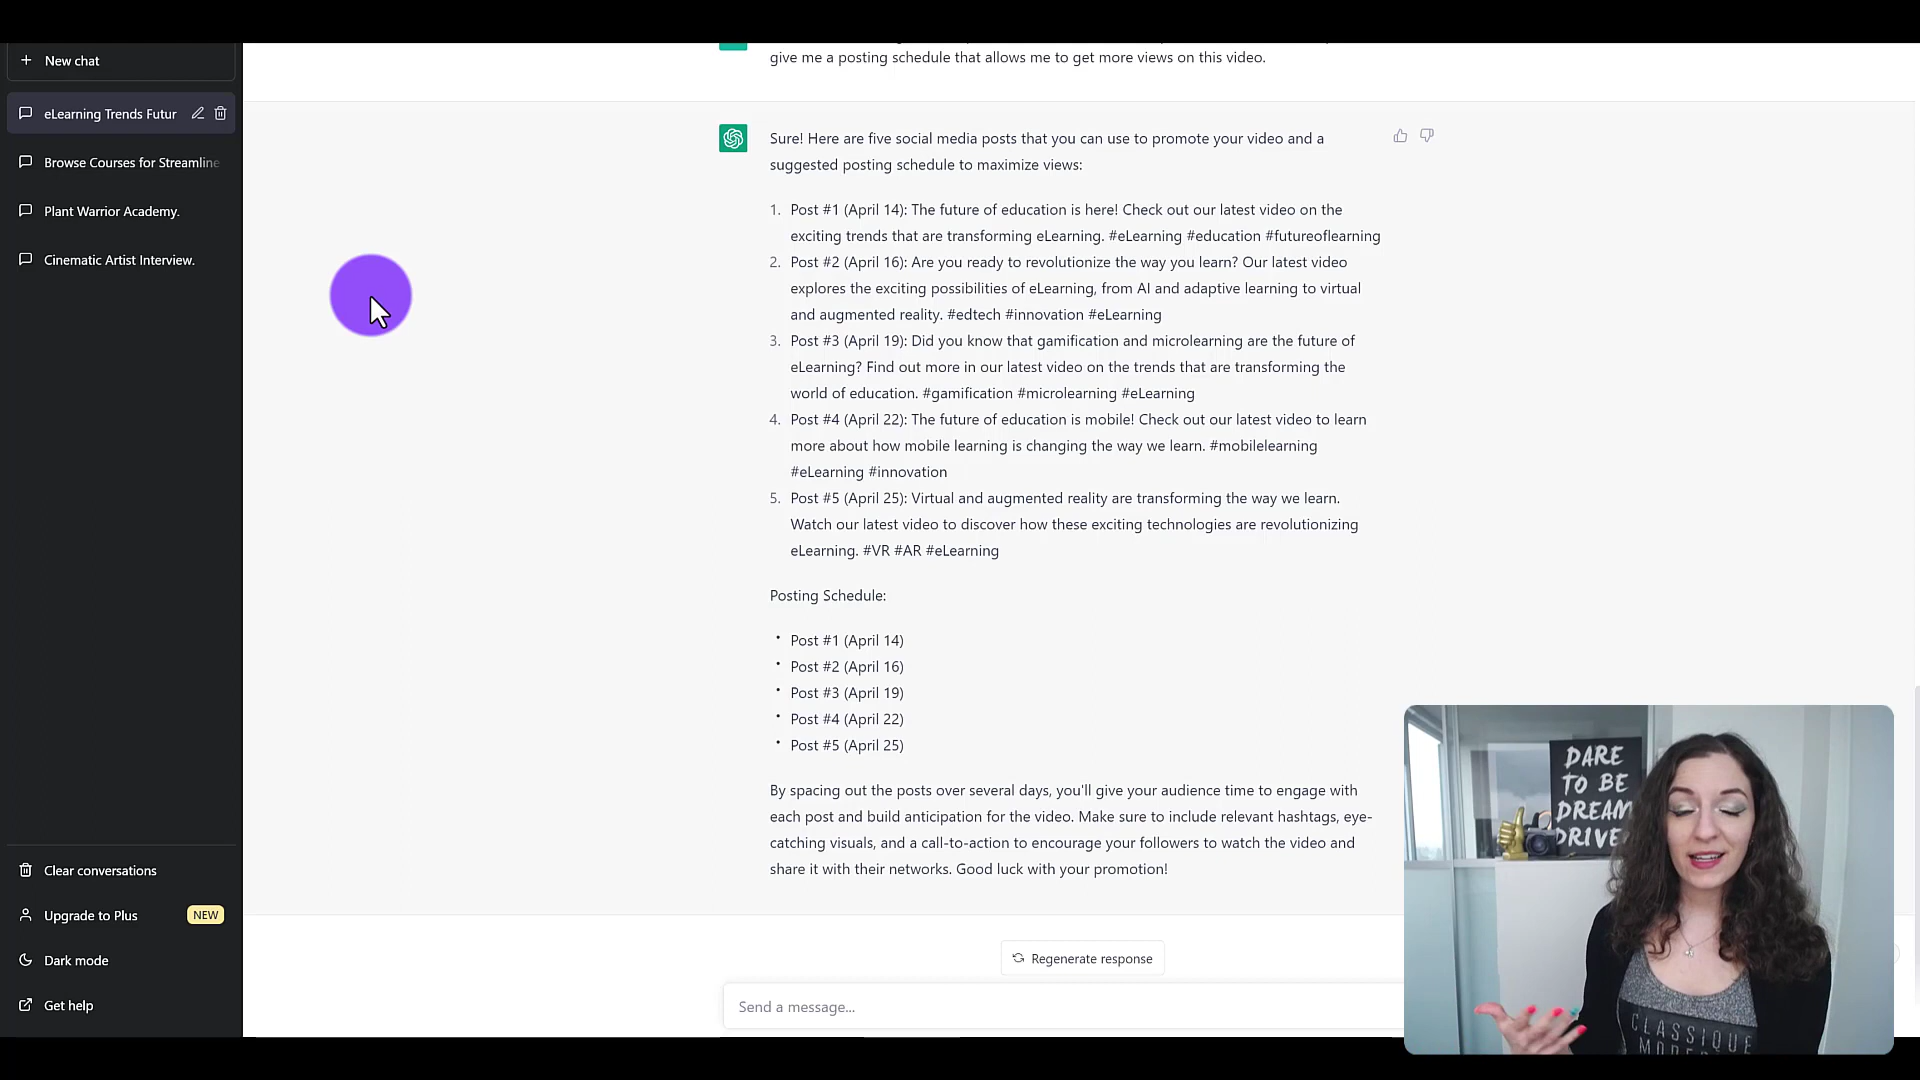 New chat
eLearning Trends Futur
Browse Courses for Streamline
Plant Warrior Academy.
Cinematic Artist Interview.
Clear conversations
Upgrade to Plus NEW
Dark mode
Get help
give me a posting schedule that allows me to get more views on this video.
Sure! Here are five social media posts that you can use to promote your video and a
suggested posting schedule to maximize views:
1. Post #1 (April 14): The future of education is here! Check out our latest video on the
exciting trends that are transforming eLearning. #eLearning #education #futureoflearning
2. Post #2 (April 16): Are you ready to revolutionize the way you learn? Our latest video
explores the exciting possibilities of eLearning, from AI and adaptive learning to virtual
and augmented reality. #edtech #innovation #eLearning
3. Post #3 (April 19): Did you know that gamification and microlearning are the future of
eLearning? Find out more in our latest video on the trends that are transforming the
world of education. #gamification #microlearning #eLearning
4. Post #4 (April 22): The future of education is mobile! Check out our latest video to learn
more about how mobile learning is changing the way we learn. #mobilelearning
#eLearning #innovation
5. Post #5 (April 25): Virtual and augmented reality are transforming the way we learn.
Watch our latest video to discover how these exciting technologies are revolutionizing
eLearning. #VR #AR #eLearning
Posting Schedule:
• Post #1 (April 14)
• Post #2 (April 16)
• Post #3 (April 19)
• Post #4 (April 22)
• Post #5 (April 25)
By spacing out the posts over several days, you'll give your audience time to engage with
each post and build anticipation for the video. Make sure to include relevant hashtags, eye-
catching visuals, and a call-to-action to encourage your followers to watch the video and
share it with their networks. Good luck with your promotion!
Regenerate response
Send a message...
DARE
TO BE
DREAM
DRIVE
CLASSIQUE